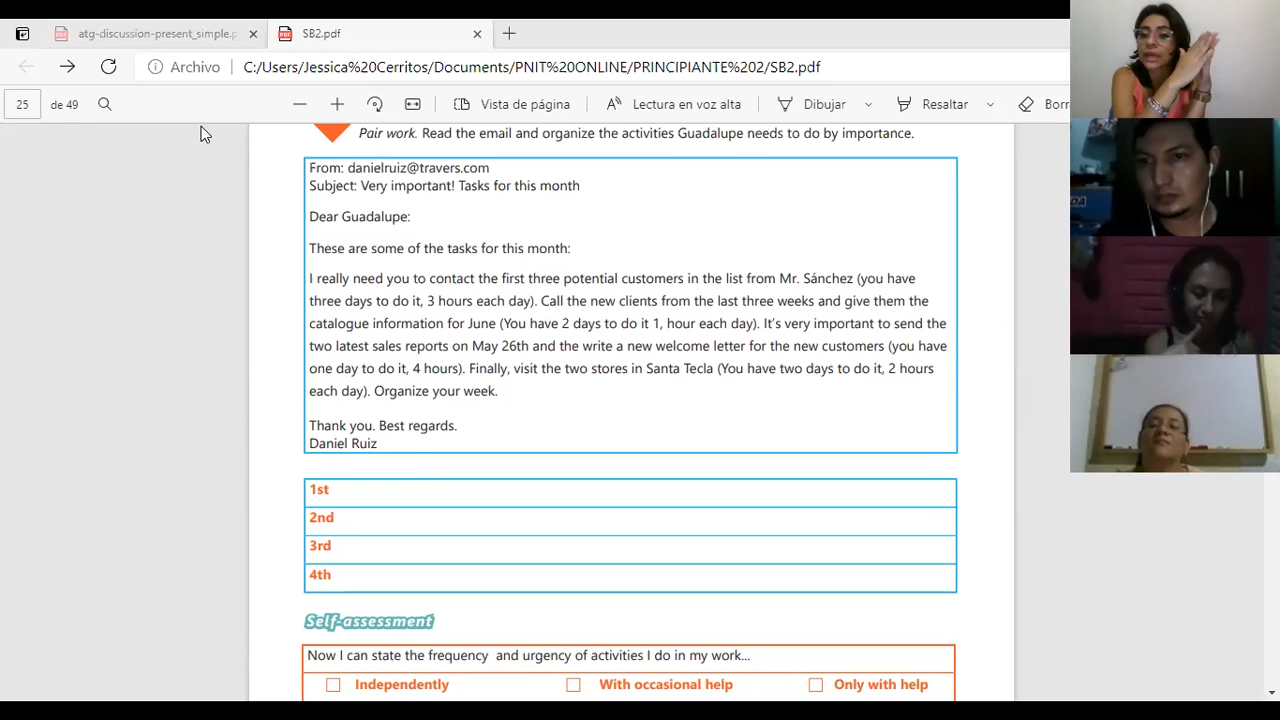 atg-discussion-present_simple.p
SB2.pdf
Archivo
C:/Users/Jessica%20Cerritos/Documents/PNIT%20ONLINE/PRINCIPIANTE%202/SB2.pdf
25 de 49
Vista de página
Lectura en voz alta
Dibujar
Resaltar
Borr
Pair work. Read the email and organize the activities Guadalupe needs to do by importance.
From: danielruiz@travers.com
Subject: Very important! Tasks for this month
Dear Guadalupe:
These are some of the tasks for this month:
I really need you to contact the first three potential customers in the list from Mr. Sánchez (you have
three days to do it, 3 hours each day). Call the new clients from the last three weeks and give them the
catalogue information for June (You have 2 days to do it 1, hour each day). It’s very important to send the
two latest sales reports on May 26th and the write a new welcome letter for the new customers (you have
one day to do it, 4 hours). Finally, visit the two stores in Santa Tecla (You have two days to do it, 2 hours
each day). Organize your week.
Thank you. Best regards.
Daniel Ruiz
1st
2nd
3rd
4th
Self-assessment
Now I can state the frequency and urgency of activities I do in my work...
Independently
With occasional help
Only with help